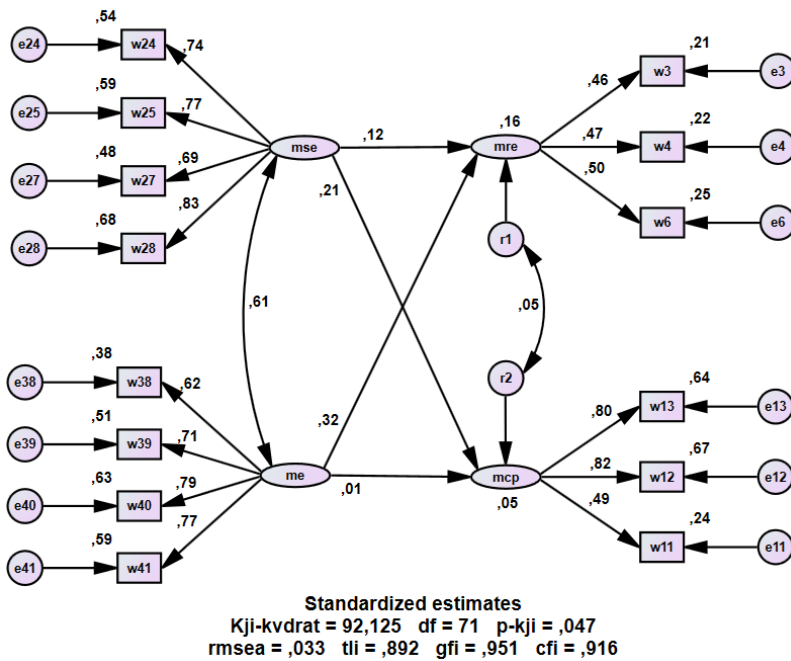 ,54 ,21
e24 w24 ,74 w3 e3
,59 ,46
e25 w25 ,77 ,12 ,16 ,47 ,22
mse mre w4 e4
,48 ,69 ,50
e27 w27 ,21 ,25
,68 ,83 w6 e6
e28 w28 r1
,61 ,05
,38 r2
e38 w38 ,62 ,64
,51 ,32 ,80 w13 e13
e39 w39 ,71
,63 ,79 me ,01 mcp ,82 ,67
e40 w40 ,05 w12 e12
,59 ,77 ,49 ,24
e41 w41 w11 e11
Standardized estimates
Kji-kvdrat = 92,125 df = 71 p-kji = ,047
rmsea = ,033 tli = ,892 gfi = ,951 cfi = ,916